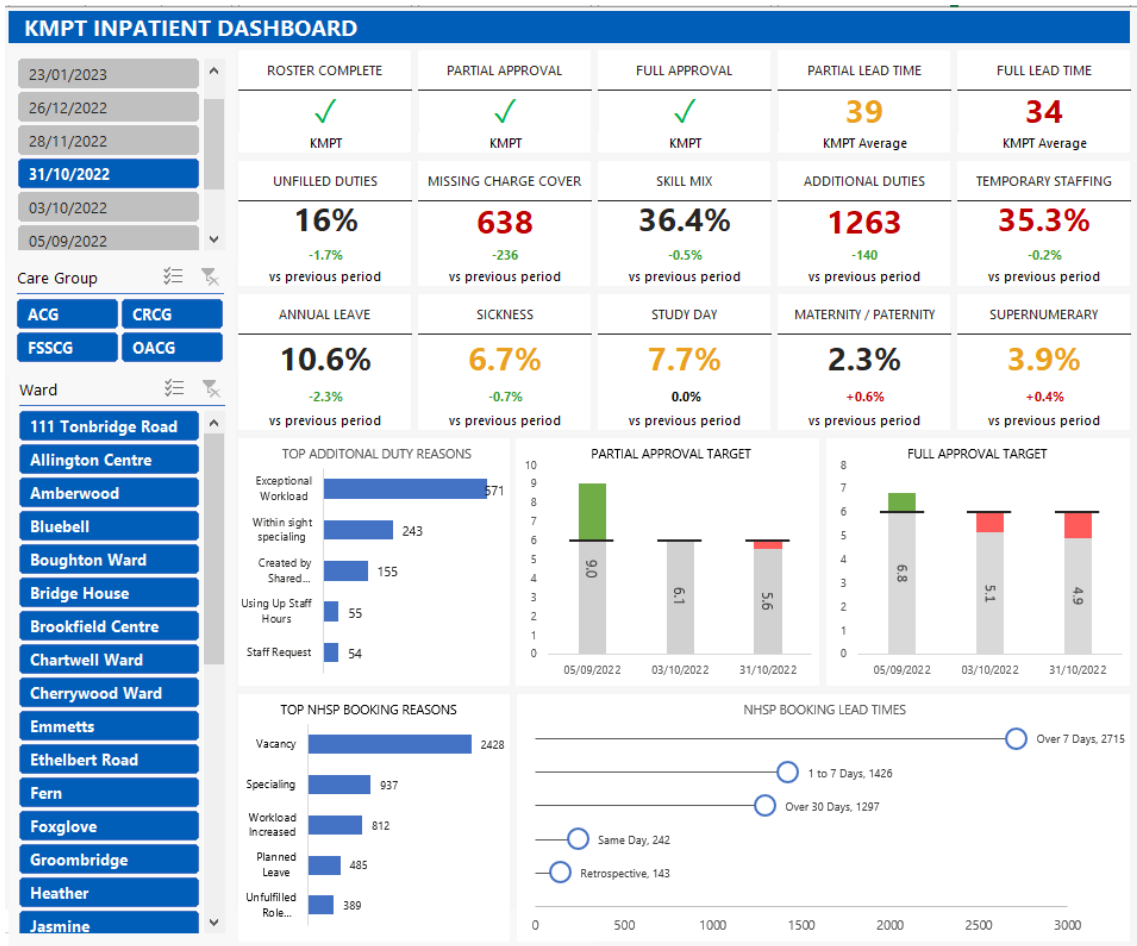 KMPT INPATIENT DASHBOARD
23/01/2023
26/12/2022
28/11/2022
31/10/2022
03/10/2022
05/09/2022
Care Group
ACG
CRCG
FSSCG
OACG
Ward
111 Tonbridge Road
Allington Centre
Amberwood
Bluebell
Boughton Ward
Bridge House
Brookfield Centre
Chartwell Ward
Cherrywood Ward
Emmetts
Ethelbert Road
Fern
Foxglove
Groombridge
Heather
Jasmine
ROSTER COMPLETE
✓
KMPT
PARTIAL APPROVAL
✓
KMPT
FULL APPROVAL
✓
KMPT
PARTIAL LEAD TIME
39
KMPT Average
FULL LEAD TIME
34
KMPT Average
UNFILLED DUTIES
16%
-1.7%
vs previous period
MISSING CHARGE COVER
638
-236
vs previous period
SKILL MIX
36.4%
-0.5%
vs previous period
ADDITIONAL DUTIES
1263
-140
vs previous period
TEMPORARY STAFFING
35.3%
-0.2%
vs previous period
ANNUAL LEAVE
10.6%
-2.3%
vs previous period
SICKNESS
6.7%
-0.7%
vs previous period
STUDY DAY
7.7%
0.0%
vs previous period
MATERNITY / PATERNITY
2.3%
+0.6%
vs previous period
SUPERNUMERARY
3.9%
+0.4%
vs previous period
TOP ADDITONAL DUTY REASONS
Exceptional
Workload
571
Within sight
specialing
243
Created by
Shared...
155
Using Up Staff
Hours
55
Staff Request
54
PARTIAL APPROVAL TARGET
10
9
8
7
6
5
4
3
2
1
0
9.0
6.1
5.6
05/09/2022
03/10/2022
31/10/2022
FULL APPROVAL TARGET
8
7
6
5
4
3
2
1
0
6.8
5.1
4.9
05/09/2022
03/10/2022
31/10/2022
TOP NHSP BOOKING REASONS
Vacancy
2428
Specialing
937
Workload
Increased
812
Planned
Leave
485
Unfulfilled
Role...
389
NHSP BOOKING LEAD TIMES
Over 7 Days, 2715
1 to 7 Days, 1426
Over 30 Days, 1297
Same Day, 242
Retrospective, 143
0
500
1000
1500
2000
2500
3000